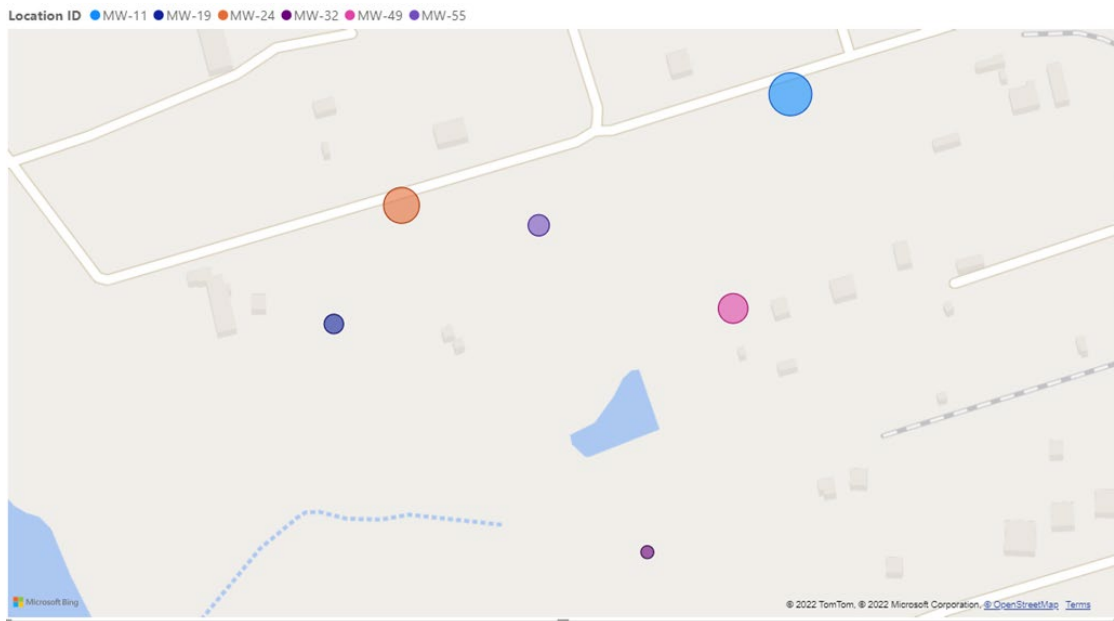 Location ID MW-11 MW-19 MW-24 MW-32 MW-49 MW-55
Microsoft Bing
© 2022 TomTom, © 2022 Microsoft Corporation, © OpenStreetMap Terms